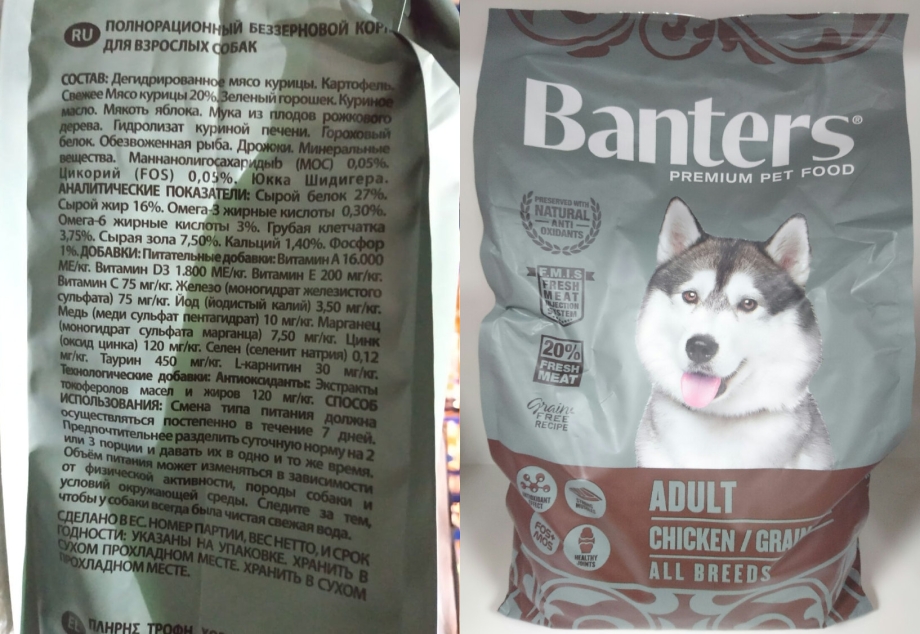 RU
ПОЛНОРАЦИОННЫЙ БЕЗЗЕРНОВОЙ КОРМ
ДЛЯ ВЗРОСЛЫХ СОБАК
СОСТАВ: Дегидрированное мясо курицы. Картофель.
Свежее Мясо курицы 20%. Зеленый горошек. Куриное
масло. Мякоть яблока. Мука из плодов рожкового
дерева. Гидролизат куриной печени. Гороховый
белок. Обезвоженная рыба. Дрожжи. Минеральные
вещества. Маннанолигосахаридыb (МОС) 0,05%.
Цикорий (FOS) 0,05%. Юкка Шидигера.
АНАЛИТИЧЕСКИЕ ПОКАЗАТЕЛИ: Сырой белок 27%.
Сырой жир 16%. Омега-3 жирные кислоты 0,30%.
Омега-6 жирные кислоты 3%. Грубая клетчатка
3,75%. Сырая зола 7,50%. Кальций 1,40%. Фосфор
1%. ДОБАВКИ: Питательные добавки: Витамин А 16.000
МЕ/кг. Витамин D3 1.800 МЕ/кг. Витамин Е 200 мг/кг.
Витамин С 75 мг/кг. Железо (моногидрат железистого
сульфата) 75 мг/кг. Йод (йодистый калий) 3,50 мг/кг.
Медь (меди сульфат пентагидрат) 10 мг/кг. Марганец
(моногидрат сульфата марганца) 7,50 мг/кг. Цинк
(оксид цинка) 120 мг/кг. Селен (селенит натрия) 0,12
мг/кг. Таурин 450 мг/кг. L-карнитин 30 мг/кг.
Технологические добавки: Антиоксиданты: Экстракты
токоферолов масел и жиров 120 мг/кг. СПОСОБ
ИСПОЛЬЗОВАНИЯ: Смена типа питания должна
осуществляться постепенно в течение 7 дней.
Предпочтительнее разделить суточную норму на 2
или 3 порции и давать их в одно и то же время.
Объём питания может изменяться в зависимости
от физической активности, породы собаки и
условий окружающей среды. Следите за тем,
чтобы у собаки всегда была чистая свежая вода.
СДЕЛАНО В ЕС. НОМЕР ПАРТИИ, ВЕС НЕТТО, И СРОК
ГОДНОСТИ: УКАЗАНЫ НА УПАКОВКЕ. ХРАНИТЬ В
СУХОМ ПРОХЛАДНОМ МЕСТЕ. ХРАНИТЬ В СУХОМ
ПРОХЛАДНОМ МЕСТЕ.
EL ΠΛΗΡΗΣ ΤΡΟΦΗ
Banters®
PREMIUM PET FOOD
PRESERVED WITH
NATURAL
ANTI
OXIDANTS
F.M.I.S
FRESH
MEAT
INJECTION
SYSTEM
20%
FRESH
MEAT
Grain
FREE
RECIPE
FOS+
MOS
HEALTHY
JOINTS
ADULT
CHICKEN / GRAIN
ALL BREEDS